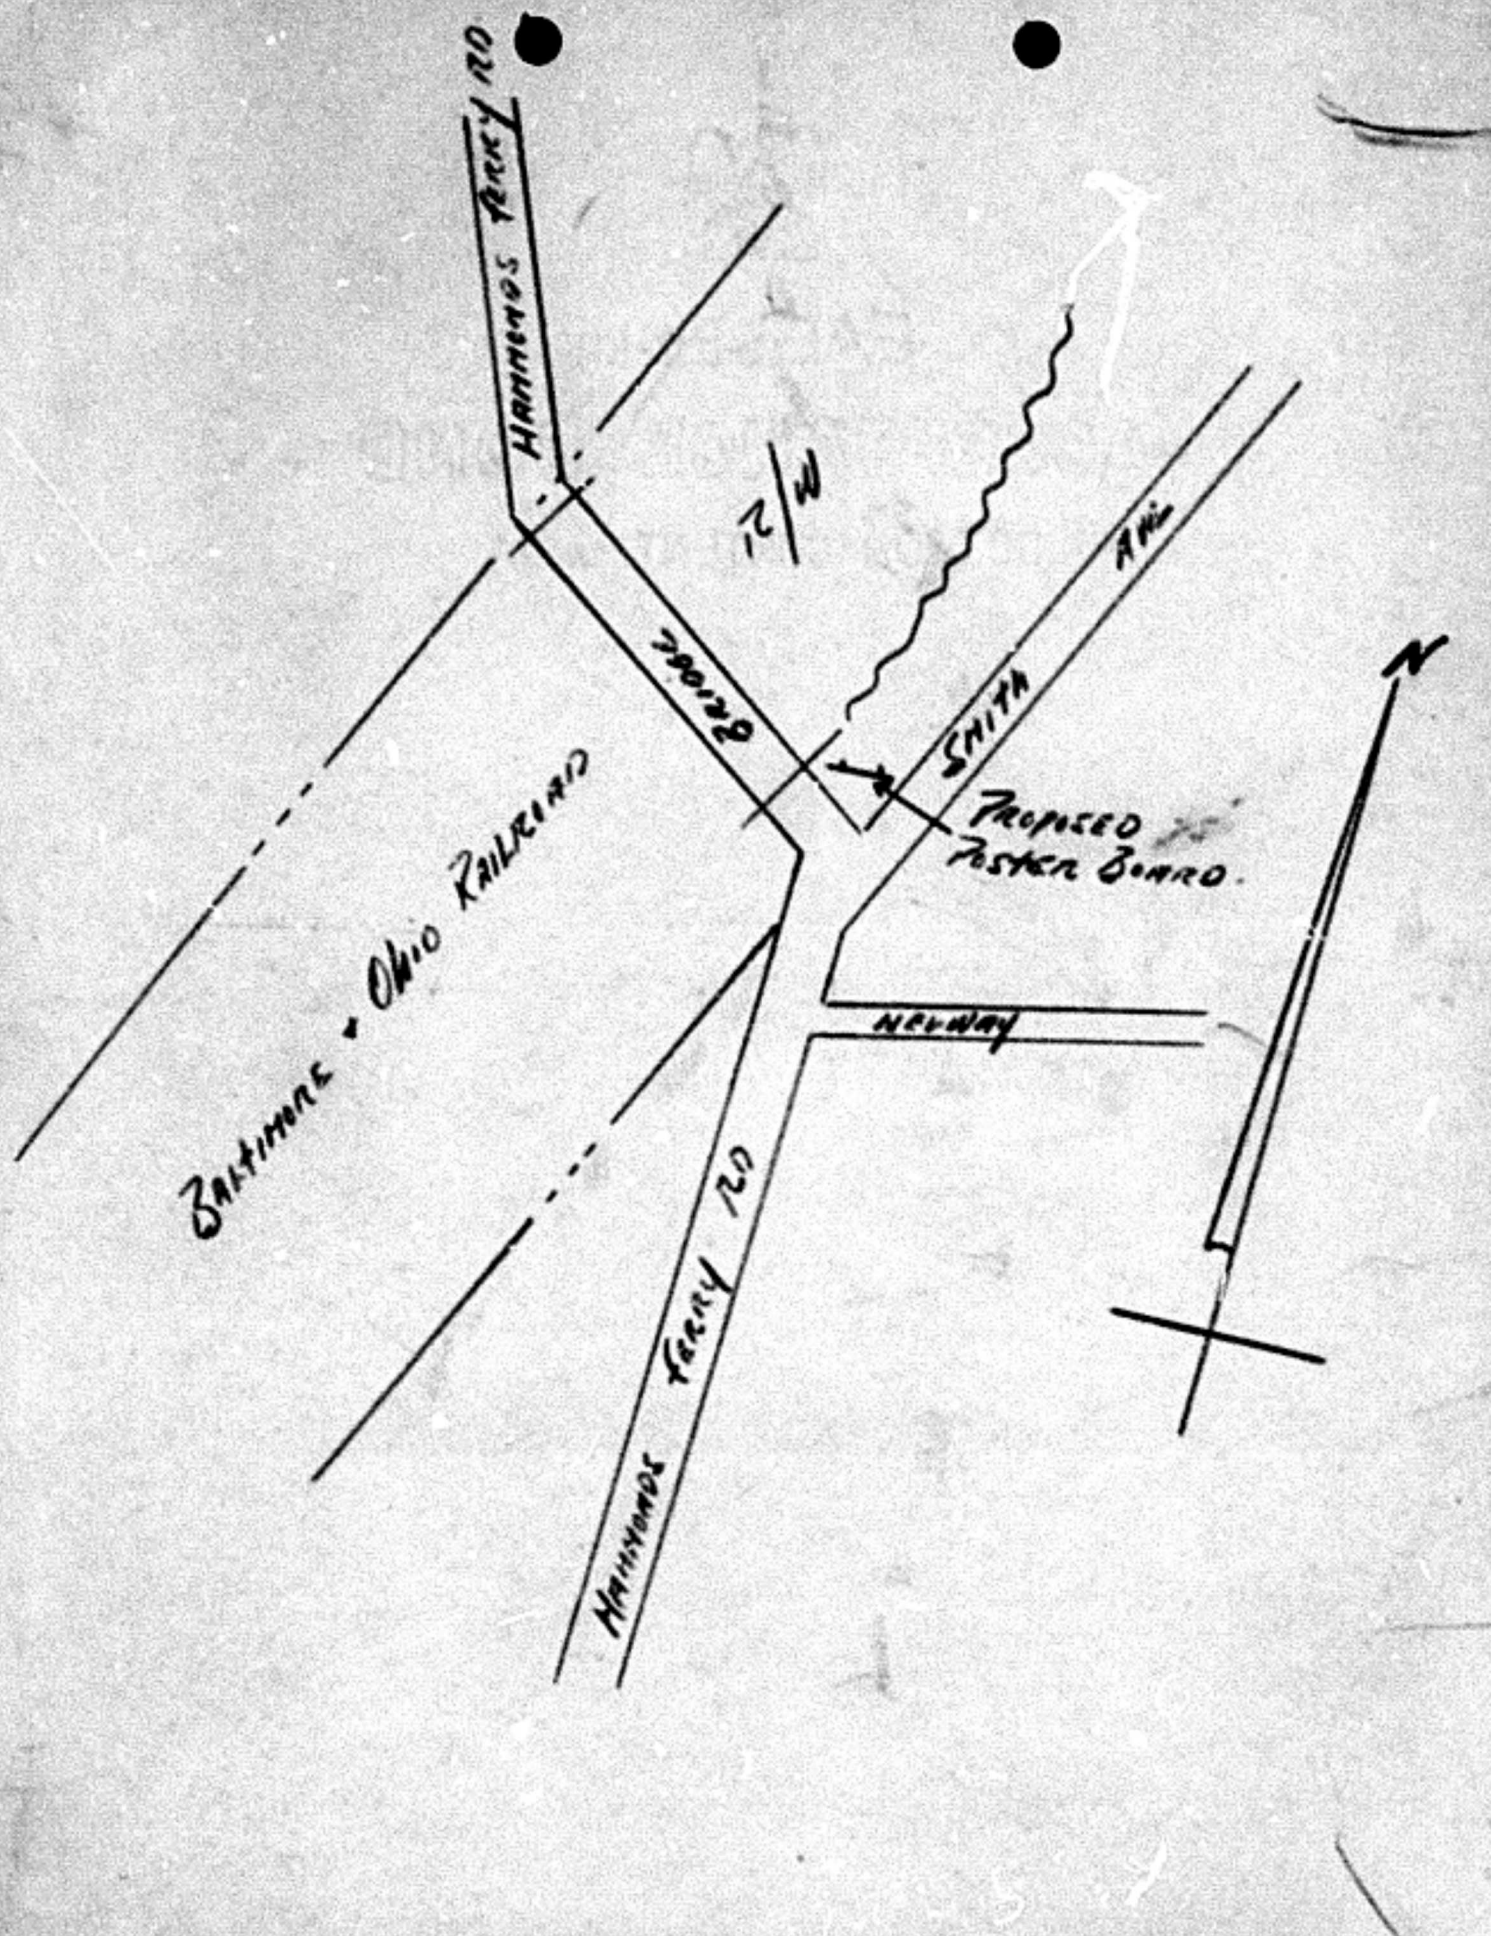 HAMMONDS FERRY RD
R/W
BRIDGE
SMITH AVE
N
PROPOSED
POSTER BOARD.
BALTIMORE & OHIO RAILROAD
NEWWAY
HAMMONDS FERRY RD